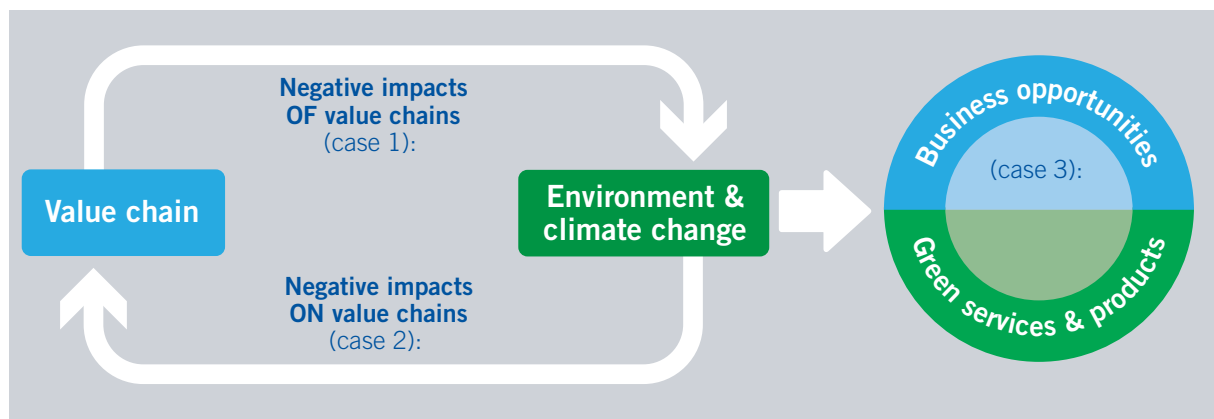 Negative impacts
OF value chains
(case 1):
Value chain
Environment &
climate change
Negative impacts
ON value chains
(case 2):
Business opportunities
(case 3):
Green services & products